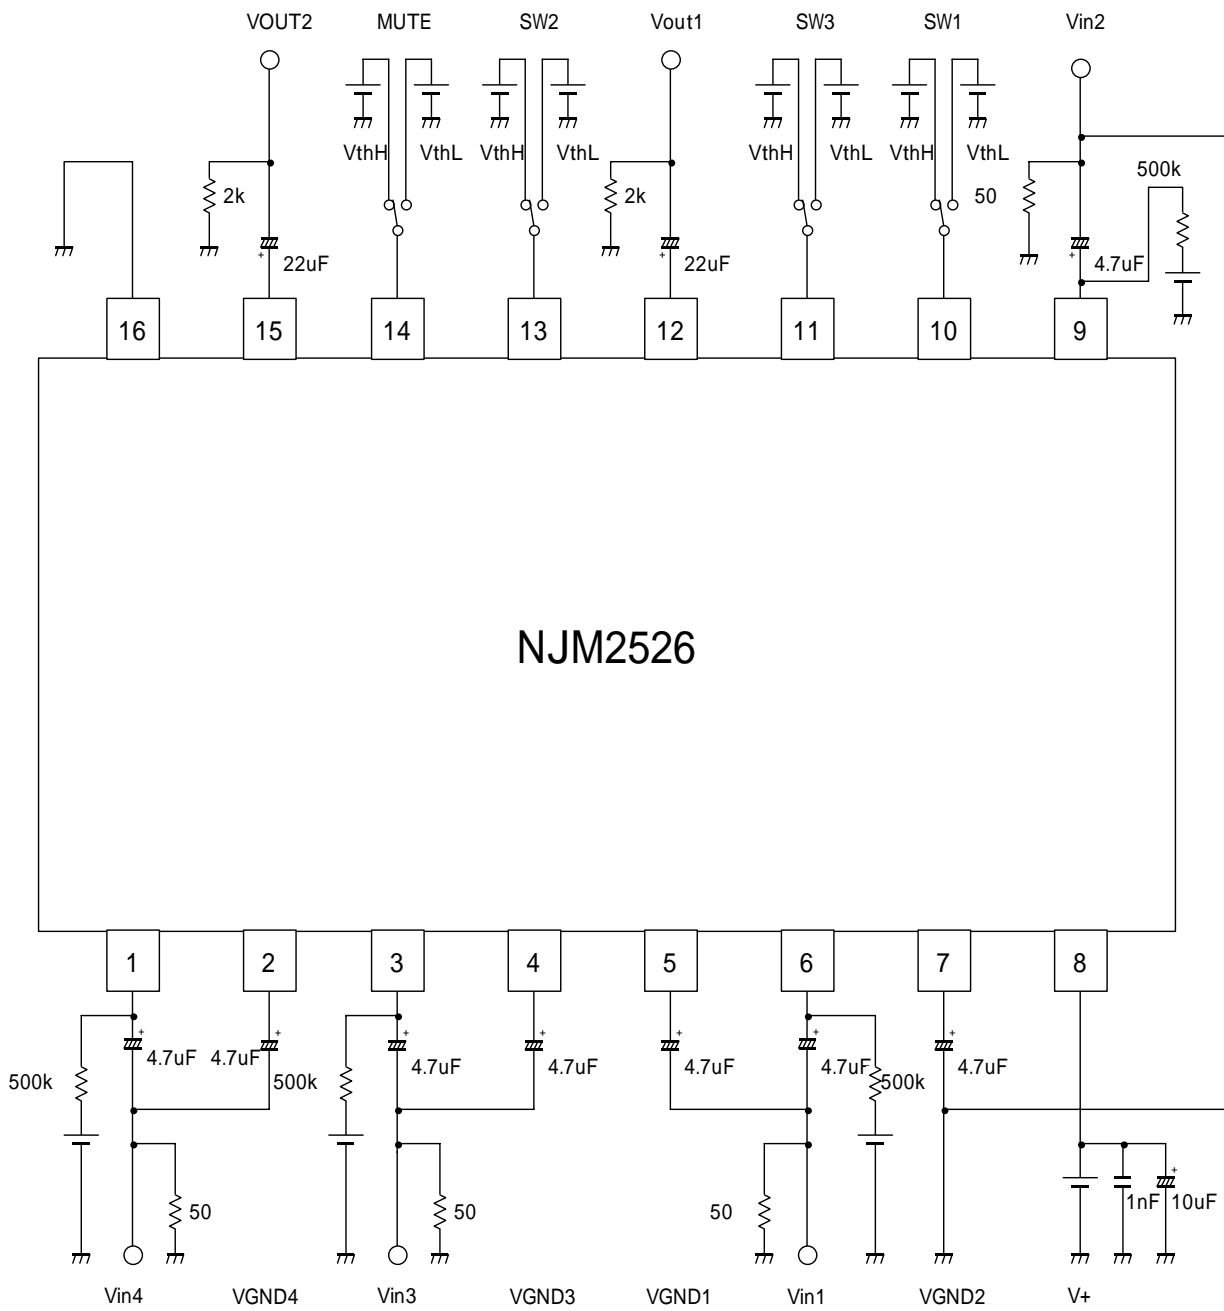 VOUT2 MUTE SW2 Vout1 SW3 SW1 Vin2
VthH VthL VthH VthL VthH VthL VthH VthL
2k 2k 50 500k
+ 22uF + 22uF + 4.7uF
16 15 14 13 12 11 10 9
NJM2526
1 2 3 4 5 6 7 8
+ + + + + + +
4.7uF 4.7uF 4.7uF 4.7uF 4.7uF 4.7uF 4.7uF
500k 500k 500k
+
50 50 50 1nF 10uF
Vin4 VGND4 Vin3 VGND3 VGND1 Vin1 VGND2 V+